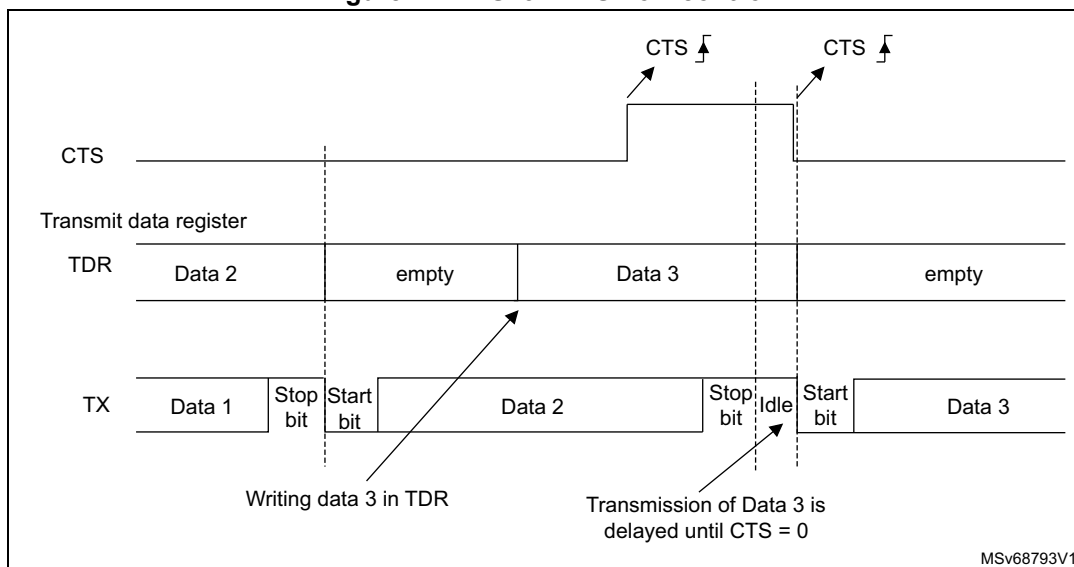 CTS CTS
CTS
Transmit data register
TDR Data 2 empty Data 3 empty
TX Data 1 Stop bit Start bit Data 2 Stop bit Idle Start bit Data 3
Writing data 3 in TDR
Transmission of Data 3 is
delayed until CTS = 0
MSv68793V1